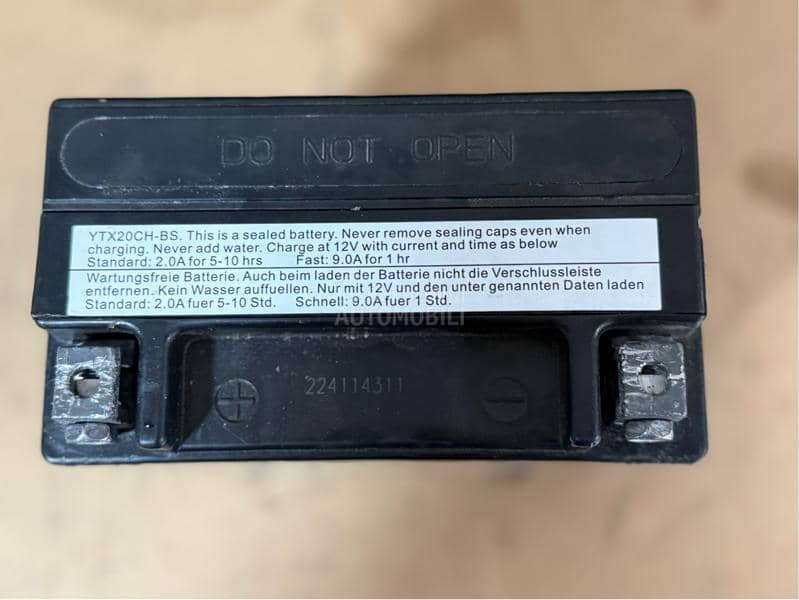 DO NOT OPEN
YTX20CH-BS. This is a sealed battery. Never remove sealing caps even when
charging. Never add water. Charge at 12V with current and time as below
Standard: 2.0A for 5-10 hrs Fast: 9.0A for 1 hr
Wartungsfreie Batterie. Auch beim laden der Batterie nicht die Verschlussleiste
entfernen. Kein Wasser auffuellen. Nur mit 12V und den unter genannten Daten laden
Standard: 2.0A fuer 5-10 Std. Schnell: 9.0A fuer 1 Std.
AUTOMOBILI
224114311
+ −